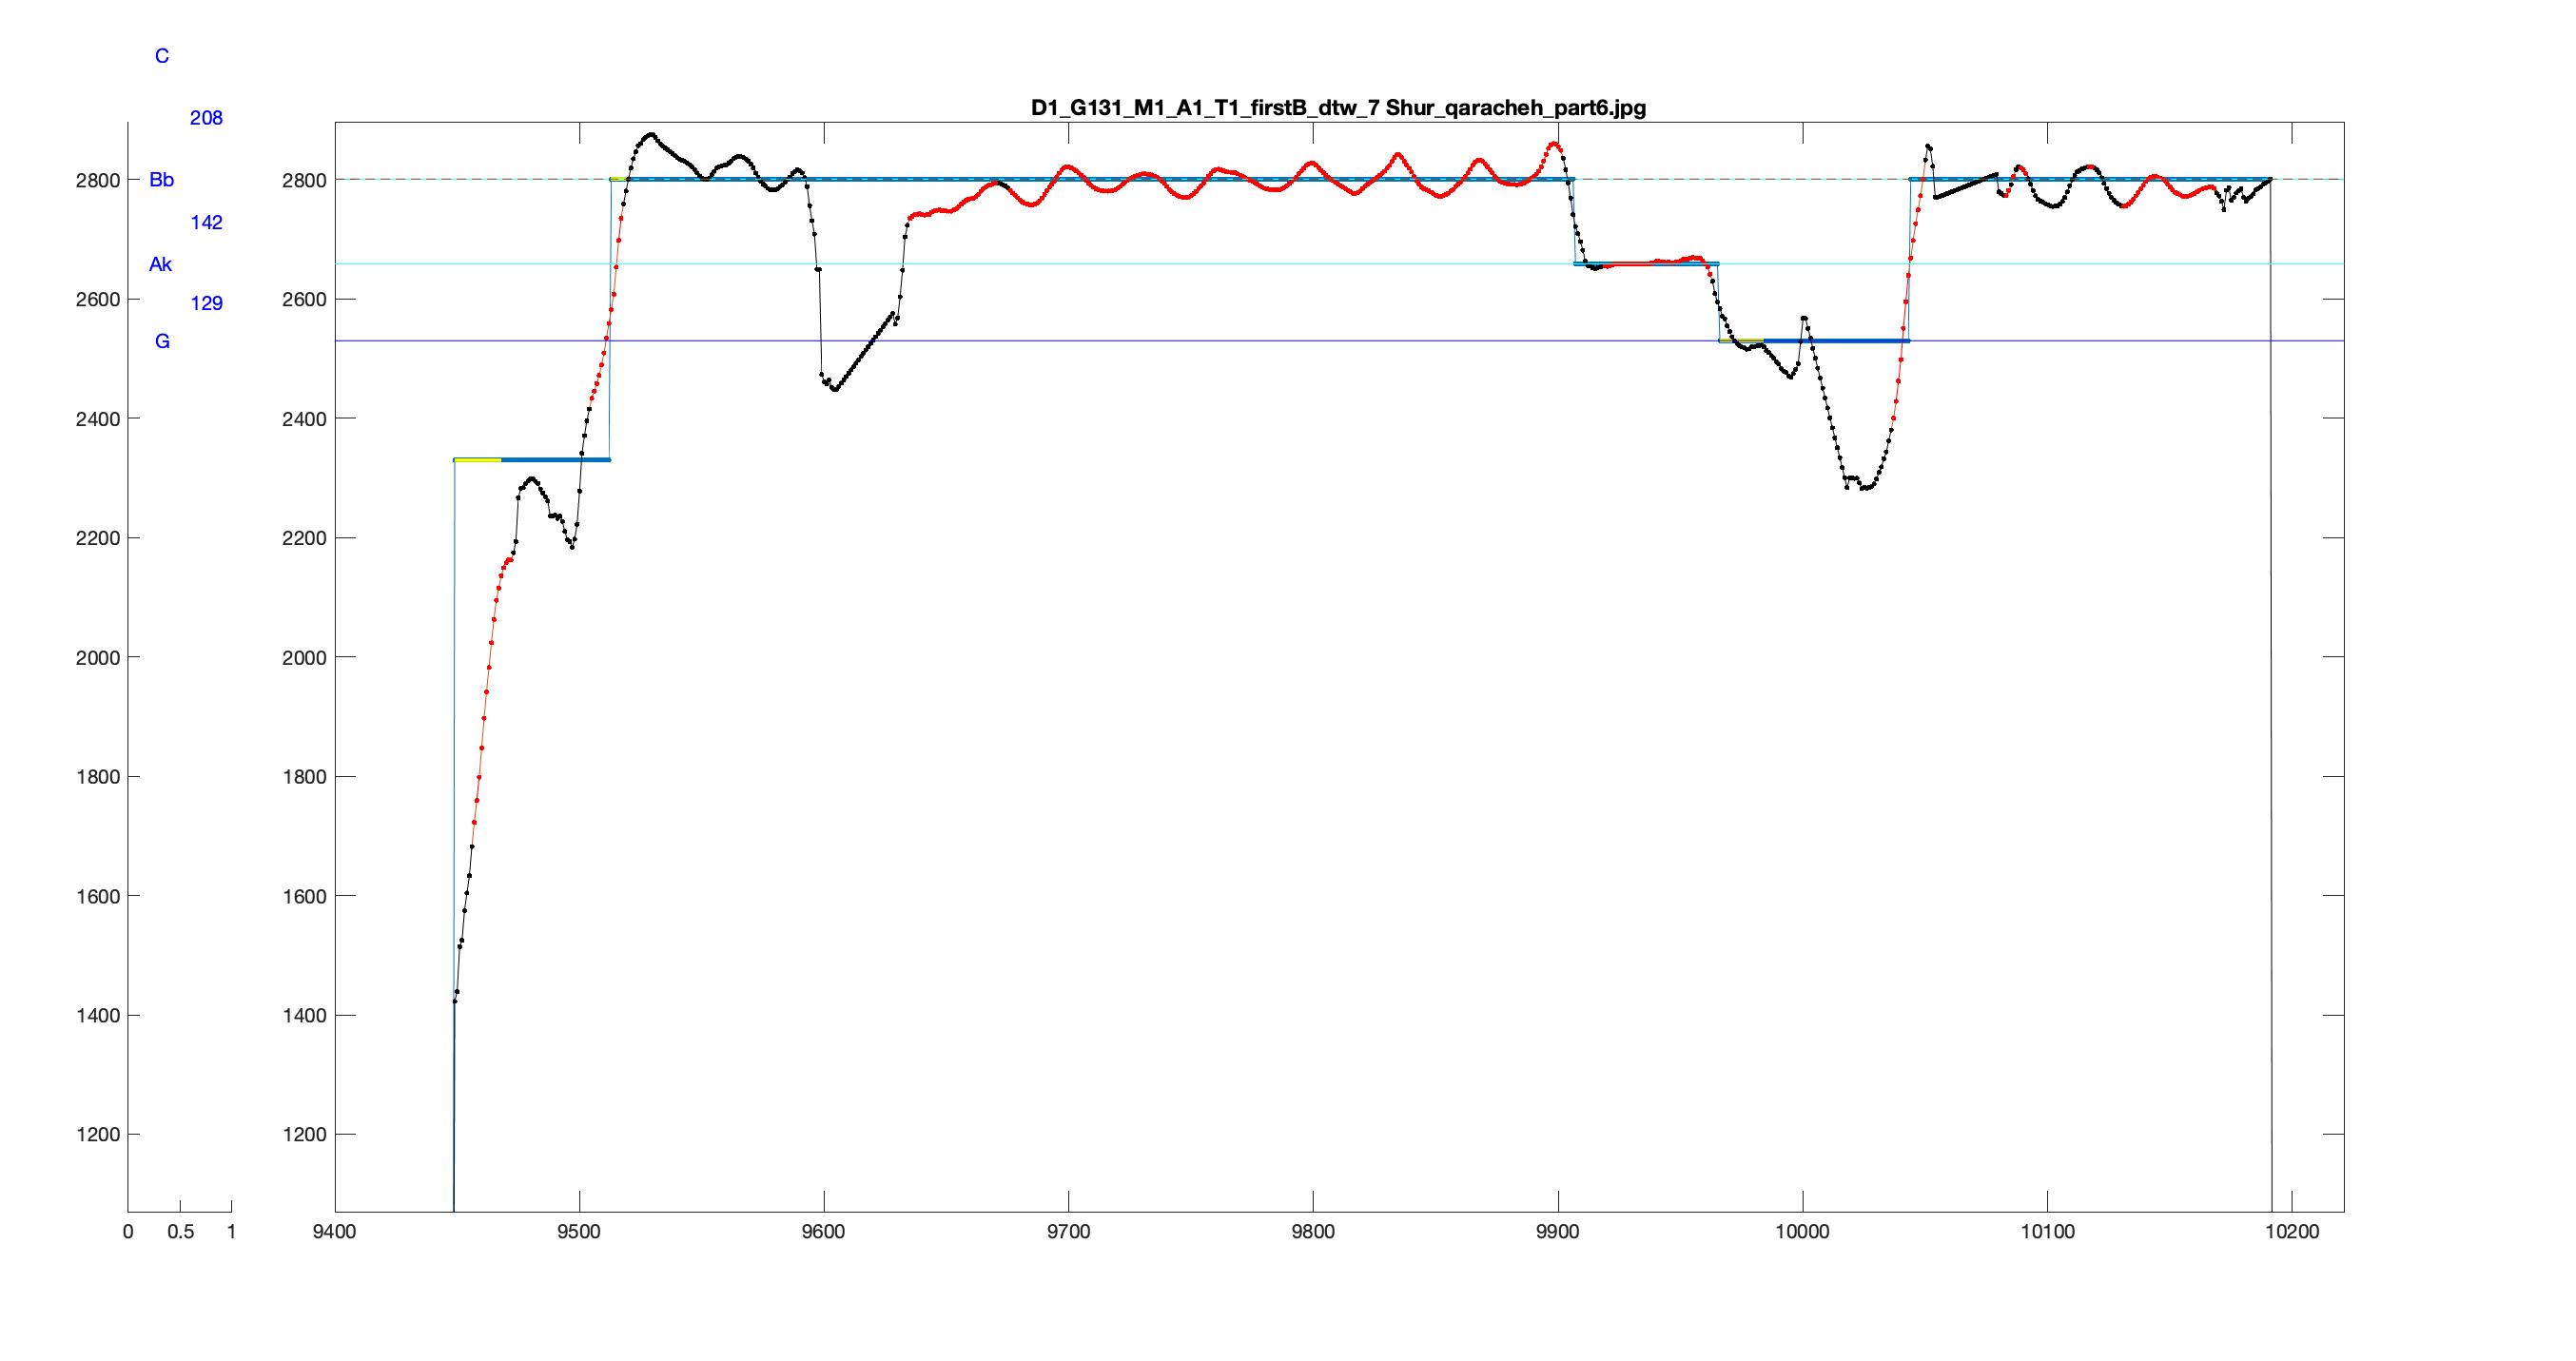 C
D1_G131_M1_A1_T1_firstB_dtw_7 Shur_qaracheh_part6.jpg
208
2800 Bb 2800
142
Ak
2600 129 2600
G
2400 2400
2200 2200
2000 2000
1800 1800
1600 1600
1400 1400
1200 1200
0 0.5 1 9400 9500 9600 9700 9800 9900 10000 10100 10200